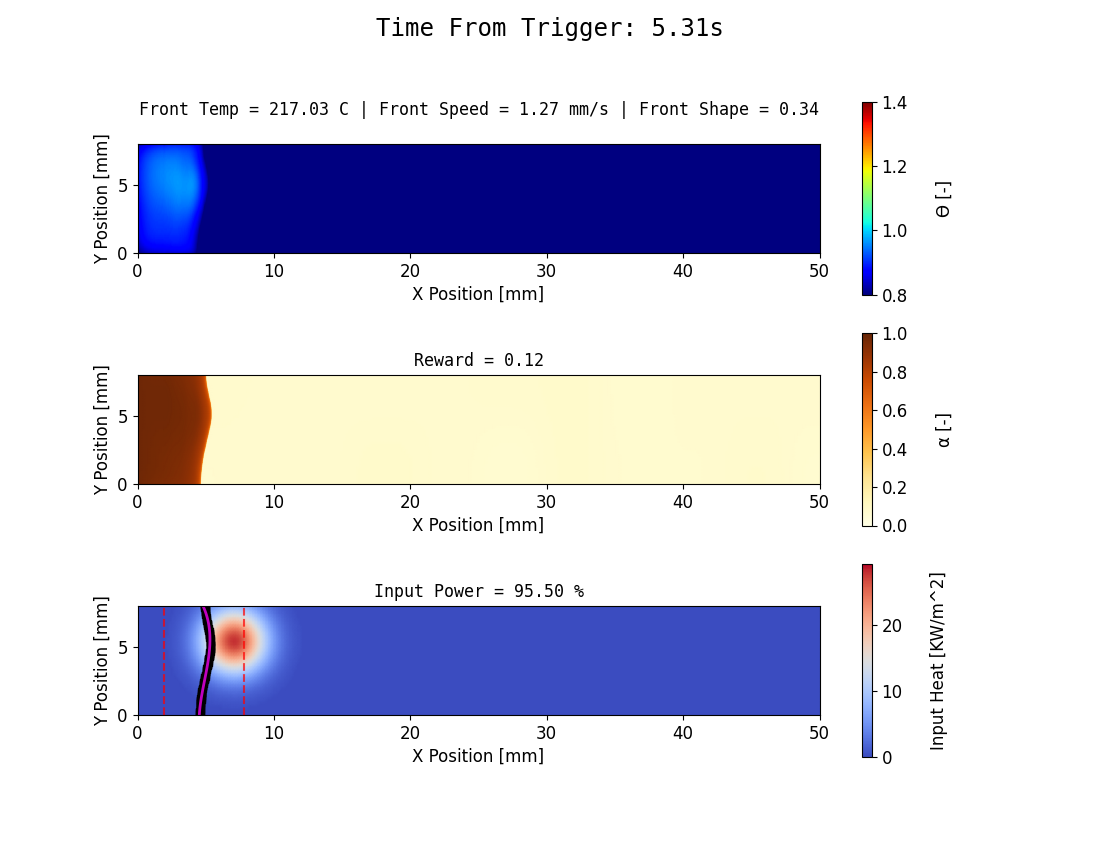 Time From Trigger: 5.31s
Front Temp = 217.03 C | Front Speed = 1.27 mm/s | Front Shape = 0.34
Y Position [mm]
5
0
0 10 20 30 40 50
X Position [mm]
1.4
1.2
1.0
0.8
Θ [-]
Reward = 0.12
Y Position [mm]
5
0
0 10 20 30 40 50
X Position [mm]
1.0
0.8
0.6
0.4
0.2
0.0
α [-]
Input Power = 95.50 %
Y Position [mm]
5
0
0 10 20 30 40 50
X Position [mm]
20
10
0
Input Heat [KW/m^2]